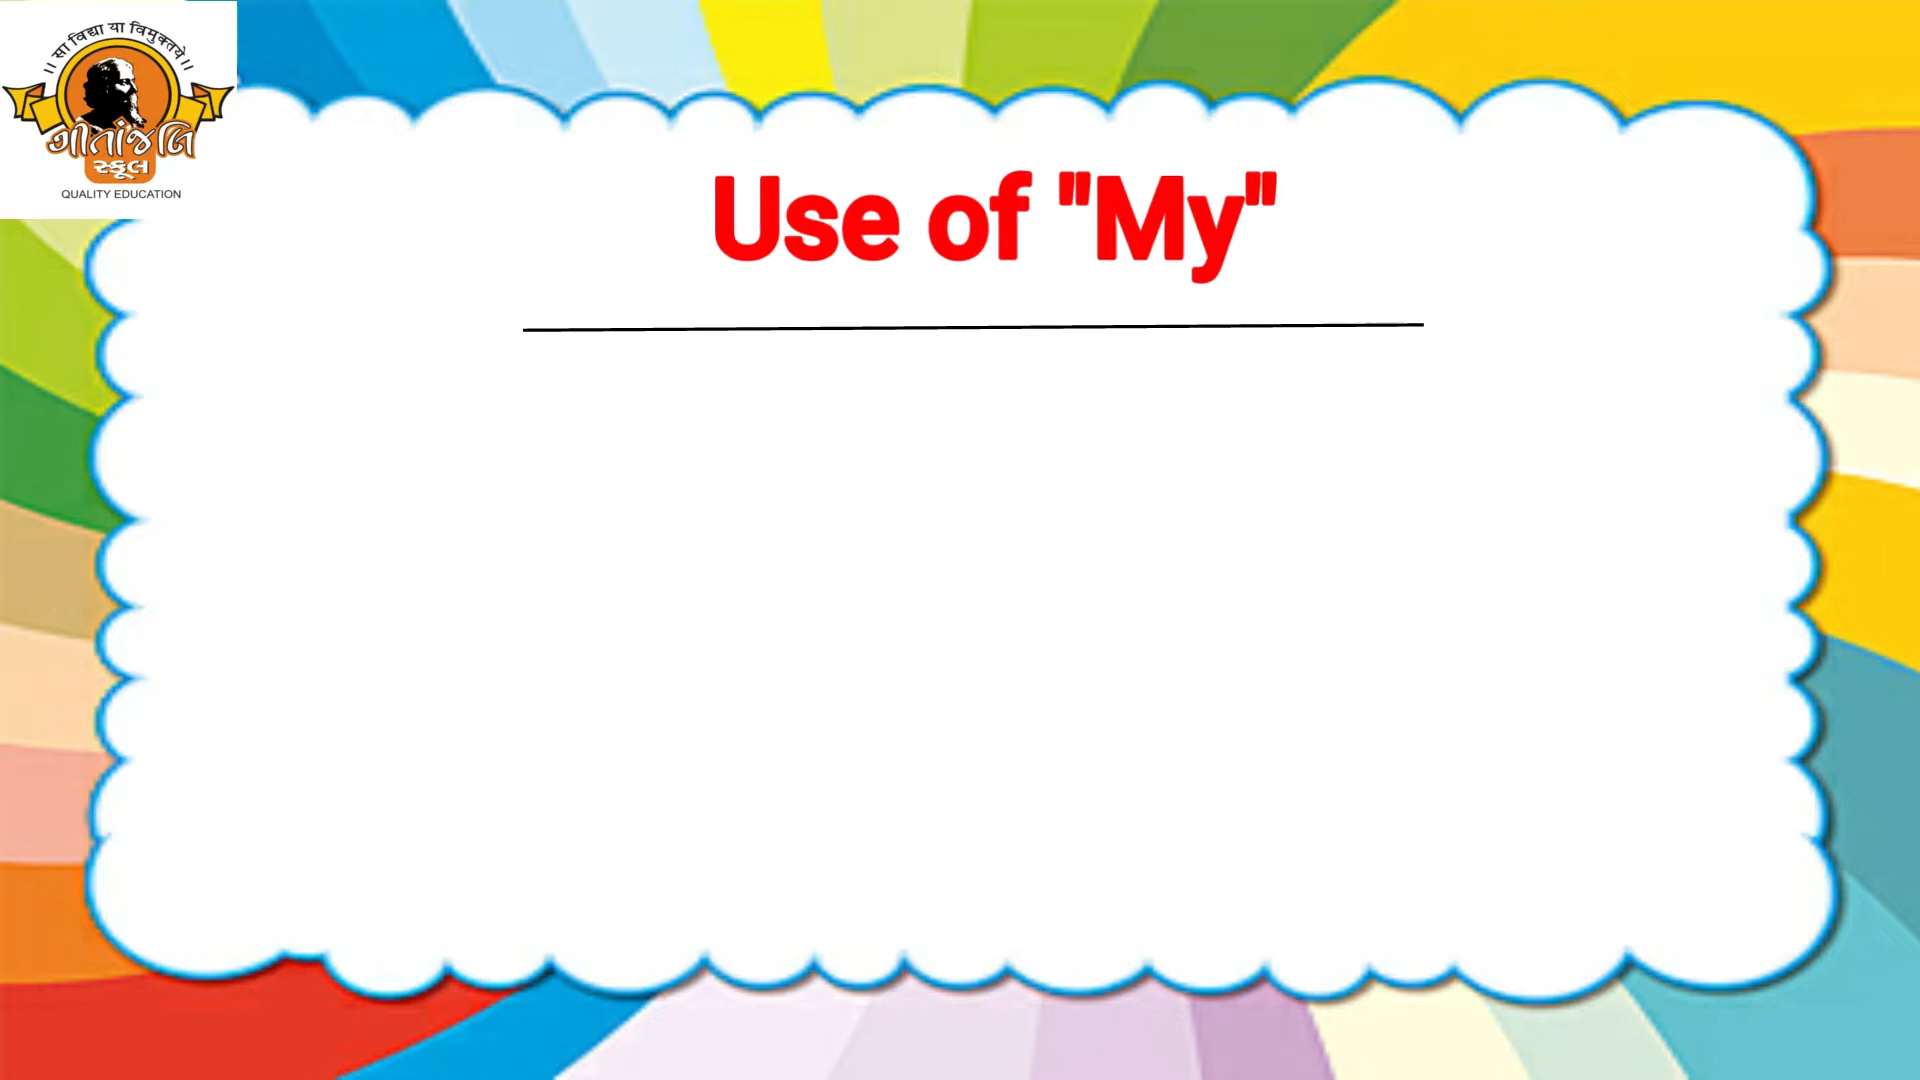 ।। सा विद्या या विमुक्तये।।
ગીતાંજલિ
સ્કૂલ
QUALITY EDUCATION
Use of "My"